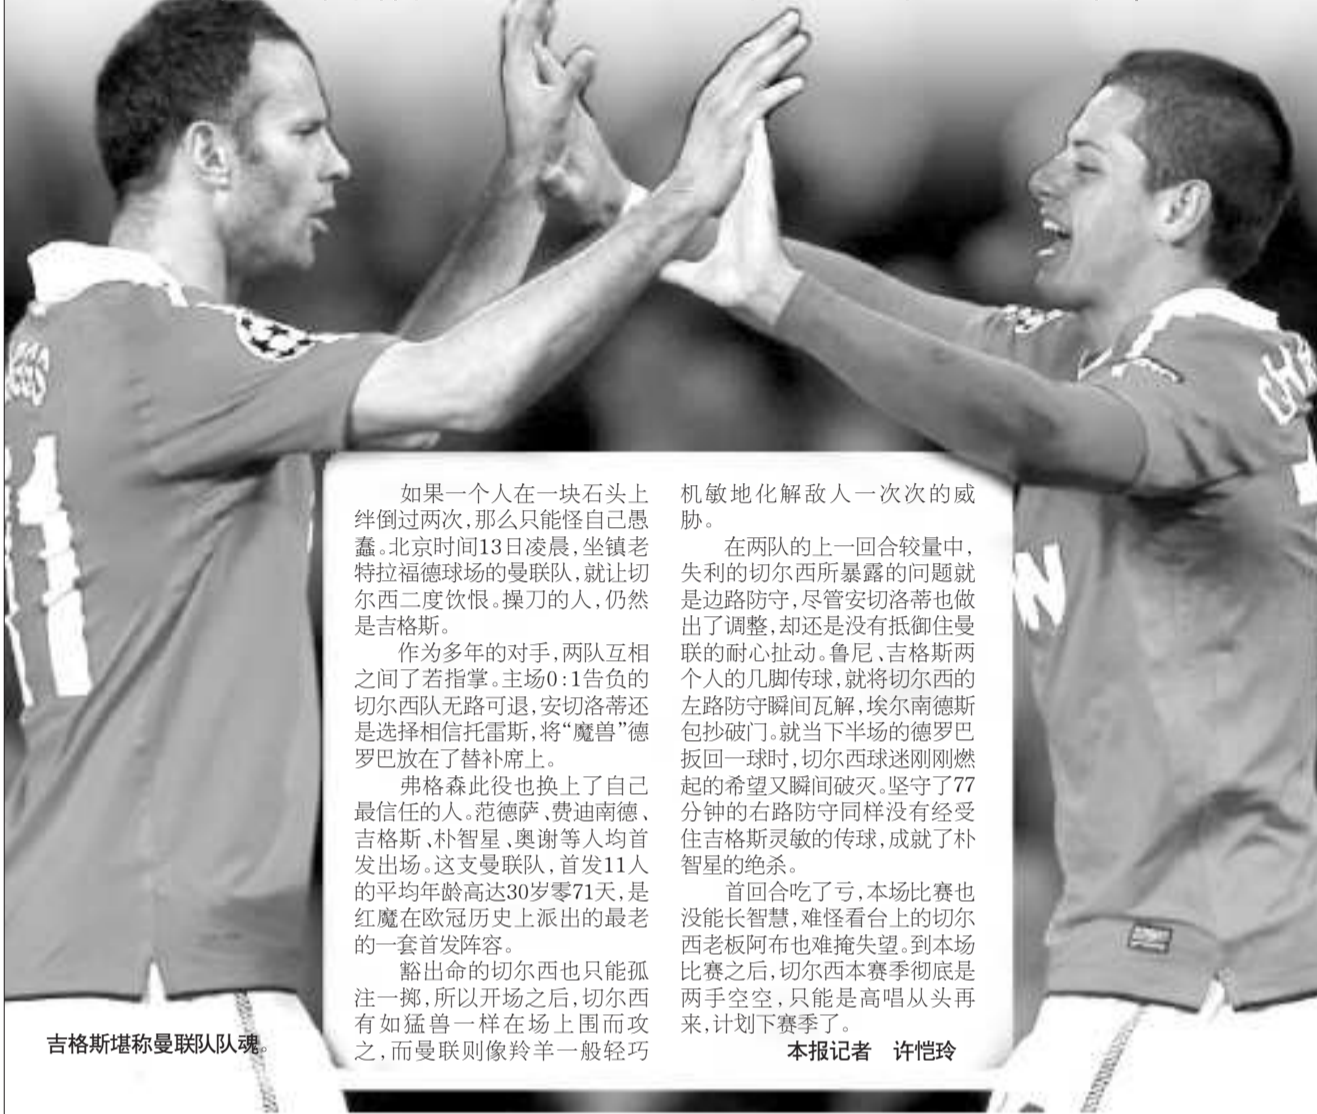 GGS
11
CH
N
如果一个人在一块石头上
绊倒过两次,那么只能怪自己愚
蠢。北京时间13日凌晨,坐镇老
特拉福德球场的曼联队,就让切
尔西二度饮恨。操刀的人,仍然
是吉格斯。
作为多年的对手,两队互相
之间了若指掌。主场0:1告负的
切尔西队无路可退,安切洛蒂还
是选择相信托雷斯,将“魔兽”德
罗巴放在了替补席上。
弗格森此役也换上了自己
最信任的人。范德萨、费迪南德、
吉格斯、朴智星、奥谢等人均首
发出场。这支曼联队,首发11人
的平均年龄高达30岁零71天,是
红魔在欧冠历史上派出的最老
的一套首发阵容。
豁出命的切尔西也只能孤
注一掷,所以开场之后,切尔西
有如猛兽一样在场上围而攻
之,而曼联则像羚羊一般轻巧
机敏地化解敌人一次次的威
胁。
在两队的上一回合较量中,
失利的切尔西所暴露的问题就
是边路防守,尽管安切洛蒂也做
出了调整,却还是没有抵御住曼
联的耐心扯动。鲁尼、吉格斯两
个人的几脚传球,就将切尔西的
左路防守瞬间瓦解,埃尔南德斯
包抄破门。就当下半场的德罗巴
扳回一球时,切尔西球迷刚刚燃
起的希望又瞬间破灭。坚守了77
分钟的右路防守同样没有经受
住吉格斯灵敏的传球,成就了朴
智星的绝杀。
首回合吃了亏,本场比赛也
没能长智慧,难怪看台上的切尔
西老板阿布也难掩失望。到本场
比赛之后,切尔西本赛季彻底是
两手空空,只能是高唱从头再
来,计划下赛季了。
本报记者 许恺玲
吉格斯堪称曼联队队魂。